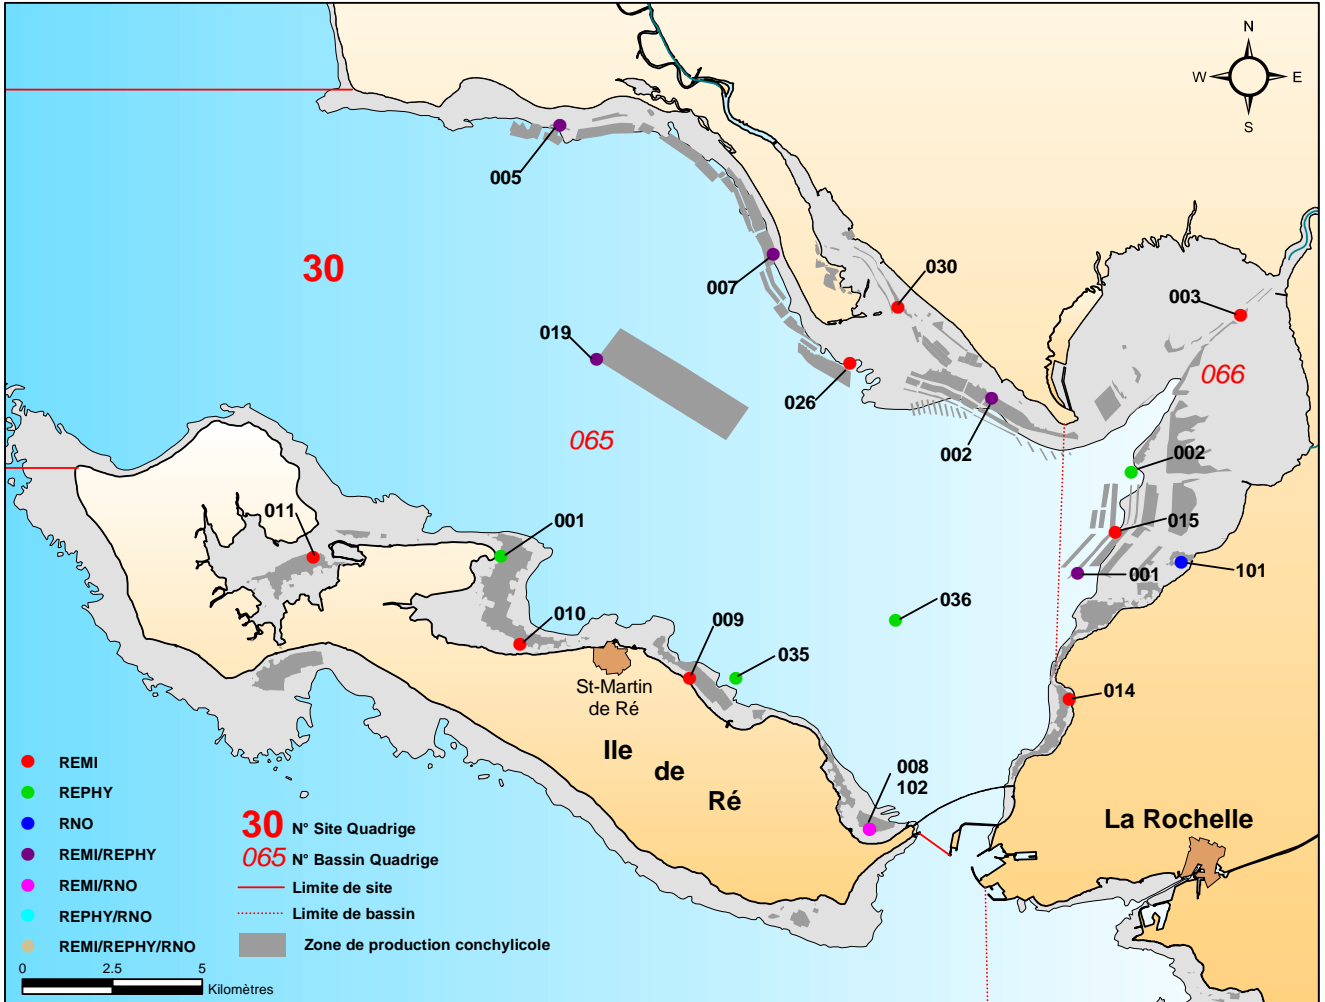 N
W E
S
005
30
007
030
003
019
066
026
065
002
002
011
001
015
001
101
036
010
009
035
St-Martin
de Ré
014
Ile
de
Ré
008
102
La Rochelle
REMI
REPHY
RNO
REMI/REPHY
REMI/RNO
REPHY/RNO
REMI/REPHY/RNO
30 N° Site Quadrige
065 N° Bassin Quadrige
Limite de site
Limite de bassin
Zone de production conchylicole
0 2.5 5
Kilomètres